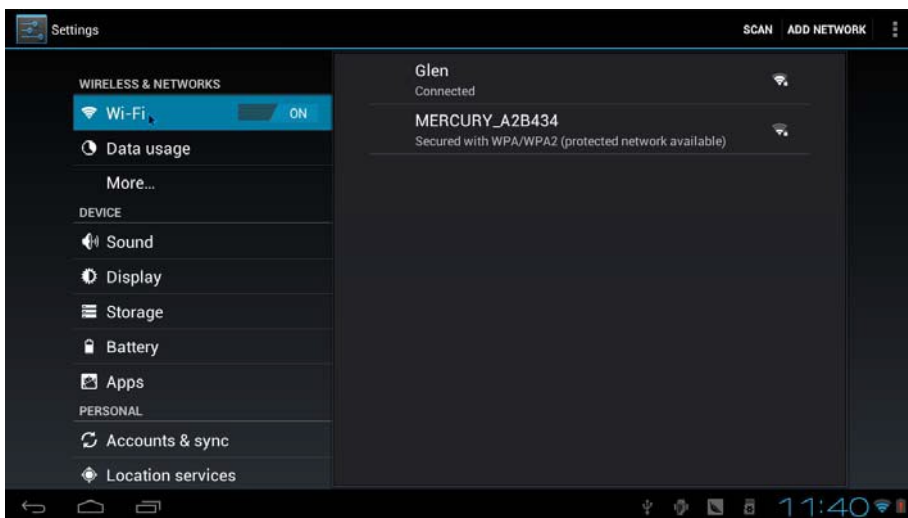 Settings
SCAN ADD NETWORK
WIRELESS & NETWORKS
Wi-Fi ON
Data usage
More...
DEVICE
Sound
Display
Storage
Battery
Apps
PERSONAL
Accounts & sync
Location services
Glen
Connected
MERCURY_A2B434
Secured with WPA/WPA2 (protected network available)
11:40